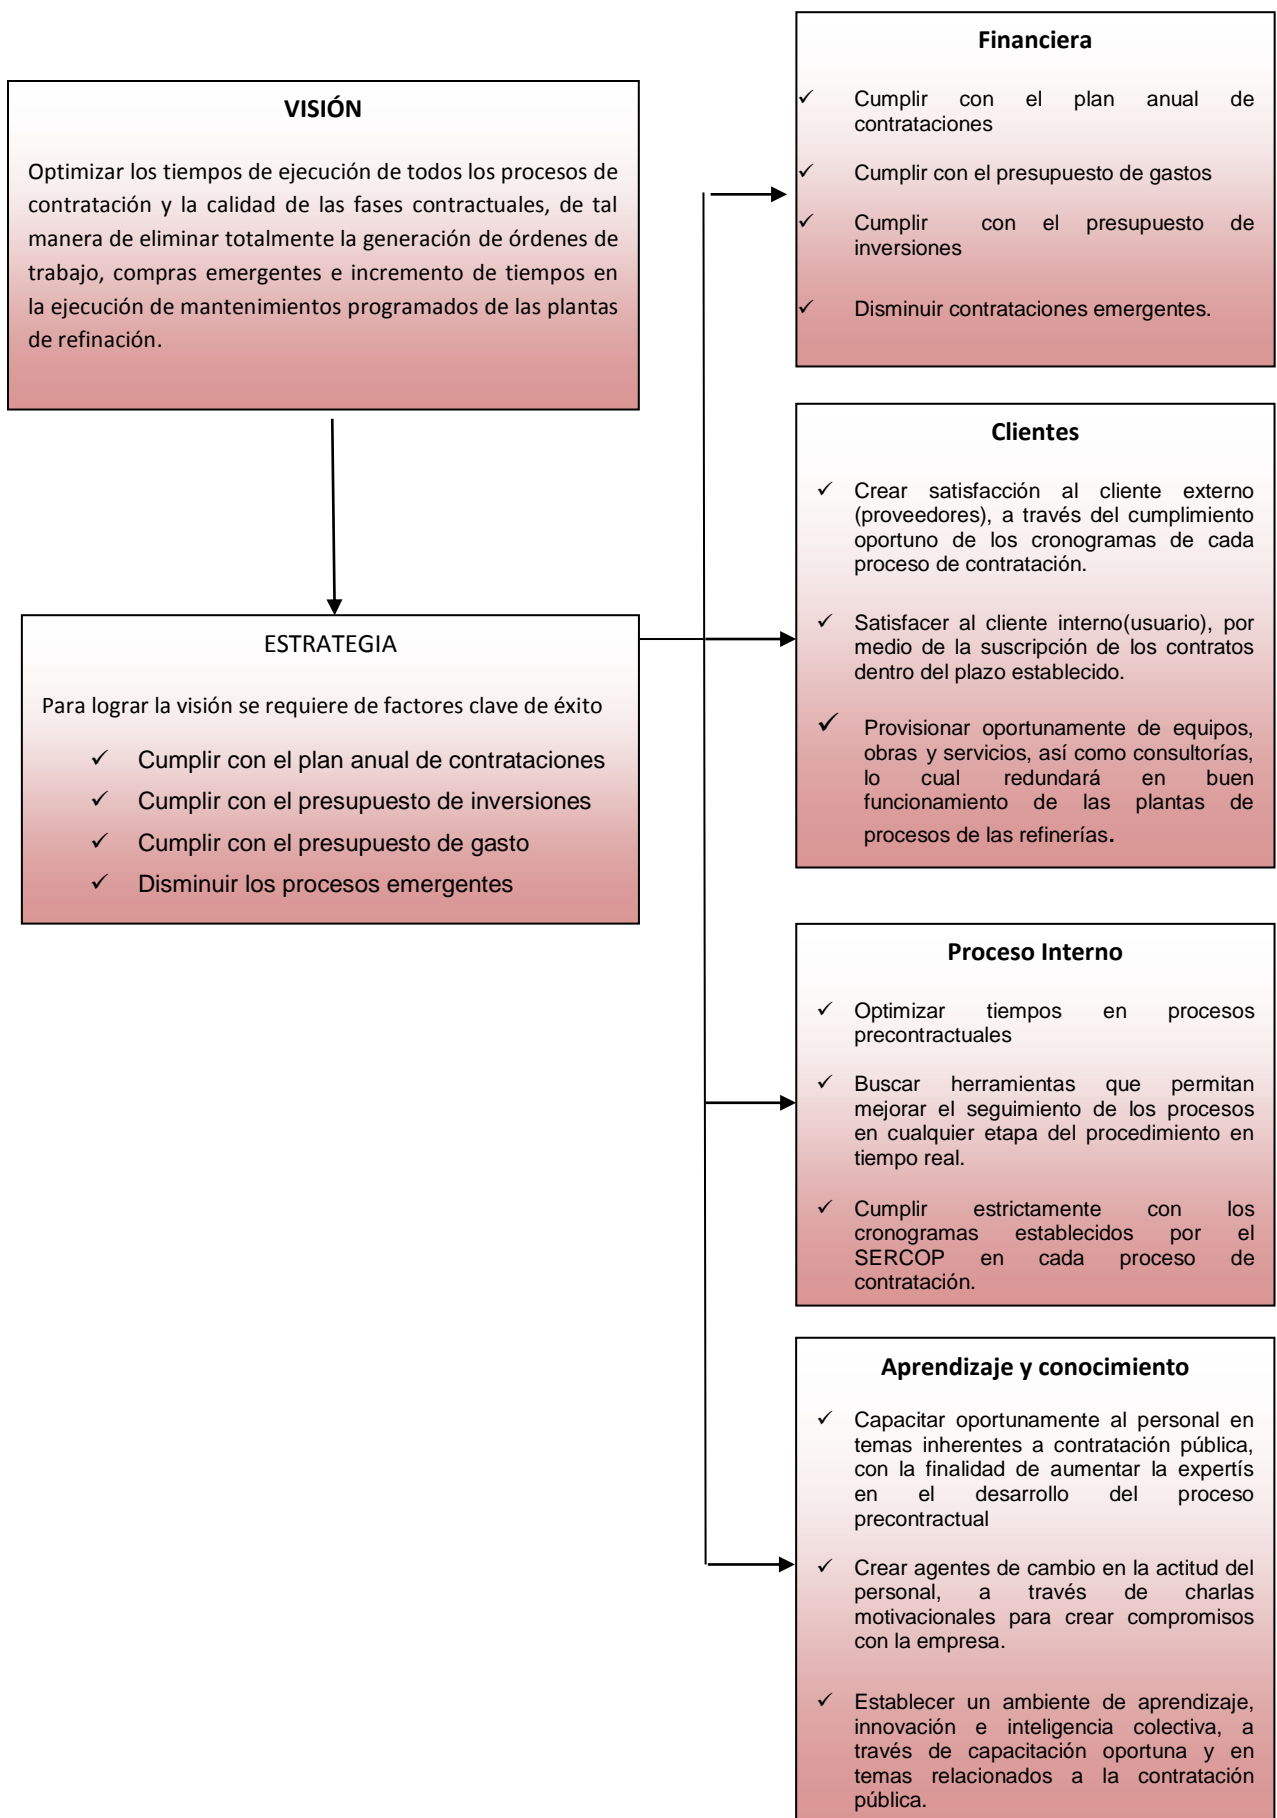 VISIÓN
Optimizar los tiempos de ejecución de todos los procesos de
contratación y la calidad de las fases contractuales, de tal
manera de eliminar totalmente la generación de órdenes de
trabajo, compras emergentes e incremento de tiempos en
la ejecución de mantenimientos programados de las plantas
de refinación.
ESTRATEGIA
Para lograr la visión se requiere de factores clave de éxito
✓ Cumplir con el plan anual de contrataciones
✓ Cumplir con el presupuesto de inversiones
✓ Cumplir con el presupuesto de gasto
✓ Disminuir los procesos emergentes
Financiera
✓ Cumplir con el plan anual de
contrataciones
✓ Cumplir con el presupuesto de gastos
✓ Cumplir con el presupuesto de
inversiones
✓ Disminuir contrataciones emergentes.
Clientes
✓ Crear satisfacción al cliente externo
(proveedores), a través del cumplimiento
oportuno de los cronogramas de cada
proceso de contratación.
✓ Satisfacer al cliente interno(usuario), por
medio de la suscripción de los contratos
dentro del plazo establecido.
✓ Provisionar oportunamente de equipos,
obras y servicios, así como consultorías,
lo cual redundará en buen
funcionamiento de las plantas de
procesos de las refinerías.
Proceso Interno
✓ Optimizar tiempos en procesos
precontractuales
✓ Buscar herramientas que permitan
mejorar el seguimiento de los procesos
en cualquier etapa del procedimiento en
tiempo real.
✓ Cumplir estrictamente con los
cronogramas establecidos por el
SERCOP en cada proceso de
contratación.
Aprendizaje y conocimiento
✓ Capacitar oportunamente al personal en
temas inherentes a contratación pública,
con la finalidad de aumentar la expertís
en el desarrollo del proceso
precontractual
✓ Crear agentes de cambio en la actitud del
personal, a través de charlas
motivacionales para crear compromisos
con la empresa.
✓ Establecer un ambiente de aprendizaje,
innovación e inteligencia colectiva, a
través de capacitación oportuna y en
temas relacionados a la contratación
pública.